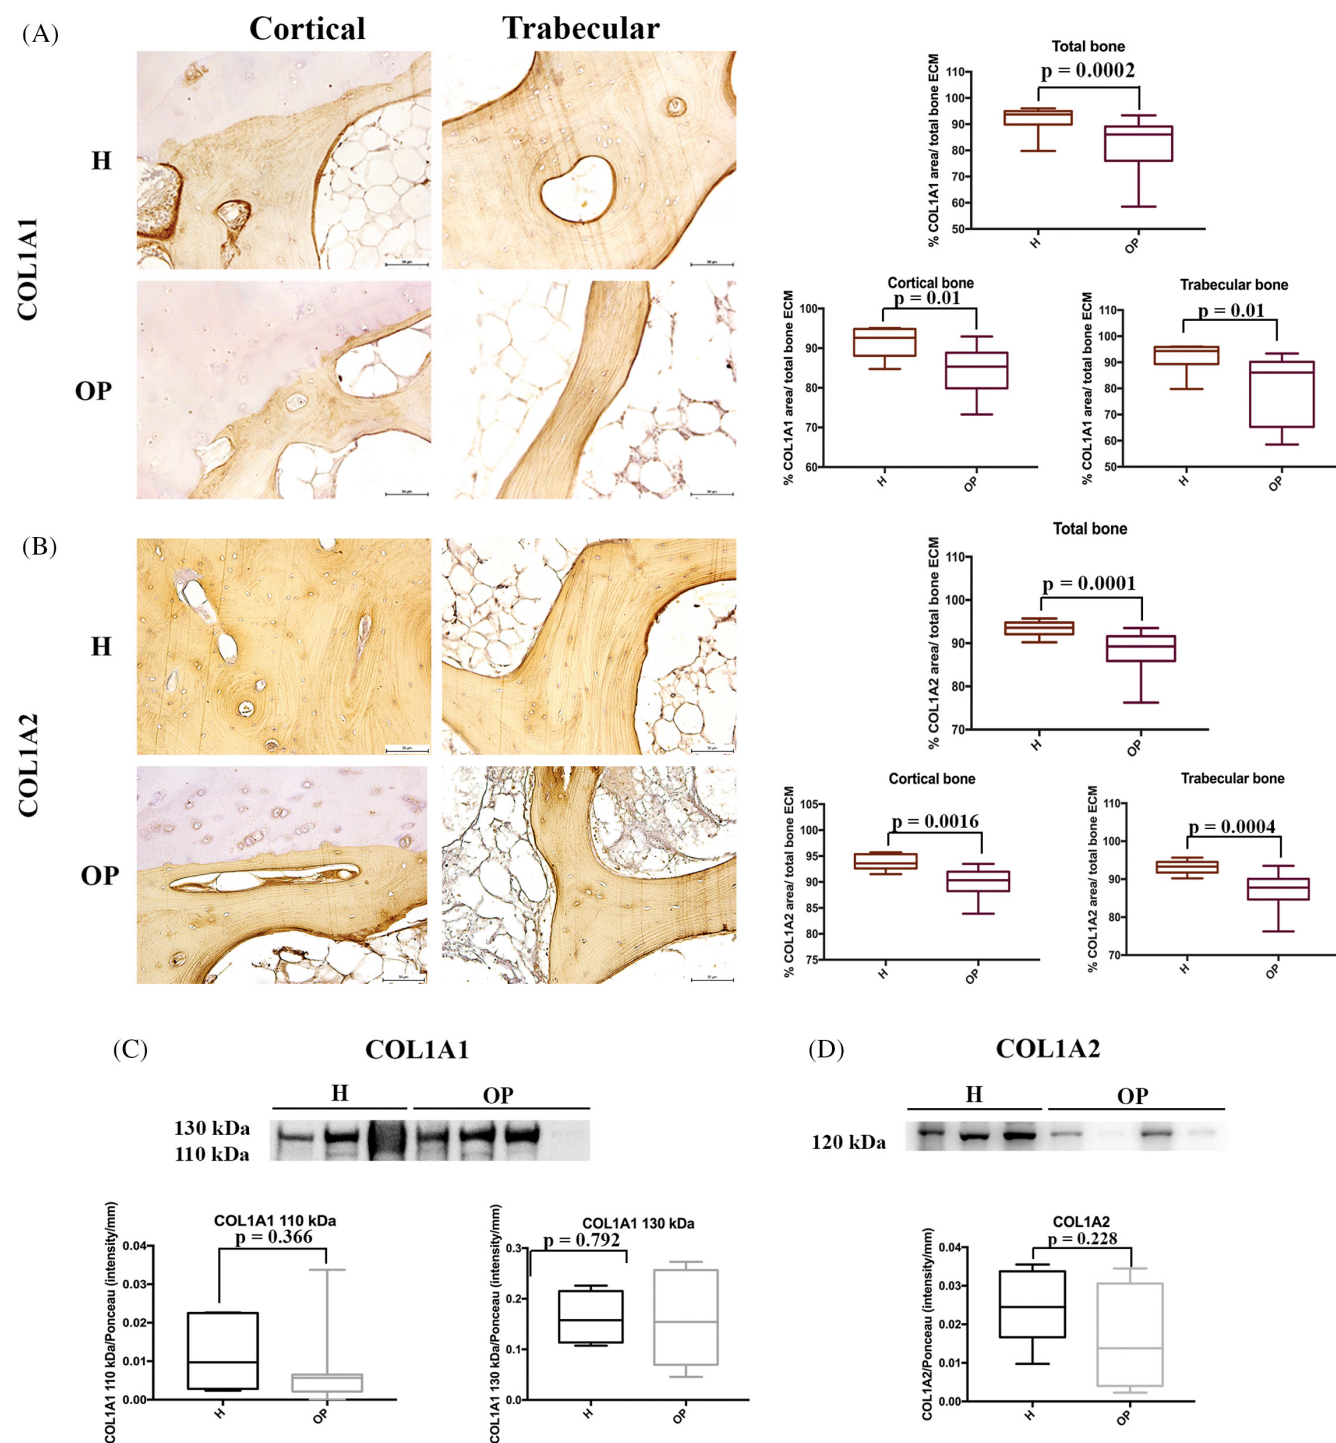 (A)
Cortical
Trabecular
COL1A1
H
OP
Total bone
% COL1A1 area/ total bone ECM
110
100
90
80
70
60
50
p = 0.0002
H
OP
Cortical bone
% COL1A1 area/ total bone ECM
100
90
80
70
60
p = 0.01
H
OP
Trabecular bone
% COL1A1 area/ total bone ECM
110
100
90
80
70
60
50
p = 0.01
H
OP
(B)
COL1A2
H
OP
50 µm
50 µm
50 µm
50 µm
Total bone
% COL1A2 area/ total bone ECM
110
100
90
80
70
p = 0.0001
H
OP
Cortical bone
% COL1A2 area/ total bone ECM
105
100
95
90
85
80
75
p = 0.0016
H
OP
Trabecular bone
% COL1A2 area/ total bone ECM
110
100
90
80
70
p = 0.0004
H
OP
(C)
COL1A1
H
OP
130 kDa
110 kDa
COL1A1 110 kDa
p = 0.366
COL1A1 110 kDa/Ponceau (intensity/mm)
0.04
0.03
0.02
0.01
0.00
H
OP
COL1A1 130 kDa
p = 0.792
COL1A1 130 kDa/Ponceau (intensity/mm)
0.3
0.2
0.1
0.0
H
OP
(D)
COL1A2
H
OP
120 kDa
COL1A2
p = 0.228
COL1A2/Ponceau (intensity/mm)
0.04
0.03
0.02
0.01
0.00
H
OP